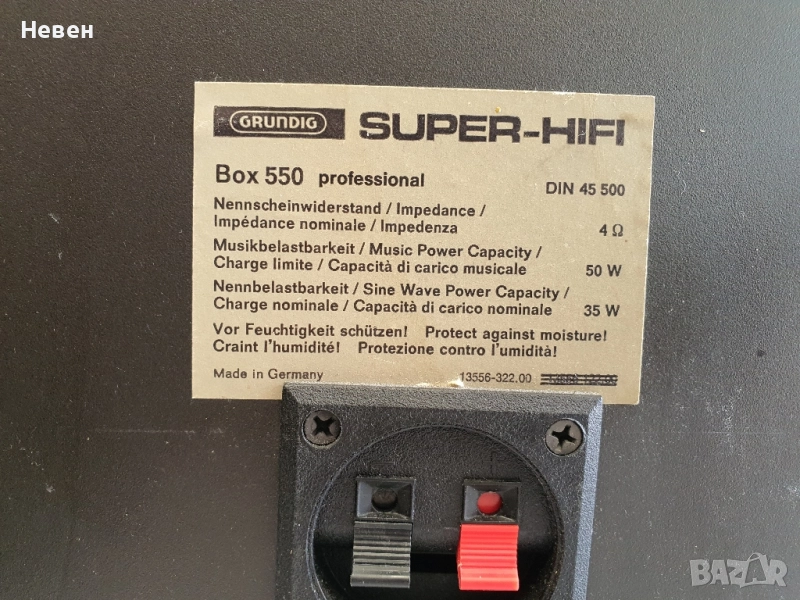 Невен
GRUNDIG SUPER-HIFI
Box 550 professional DIN 45 500
Nennscheinwiderstand / Impedance /
Impédance nominale / Impedenza 4 Ω
Musikbelastbarkeit / Music Power Capacity /
Charge limite / Capacità di carico musicale 50 W
Nennbelastbarkeit / Sine Wave Power Capacity /
Charge nominale / Capacità di carico nominale 35 W
Vor Feuchtigkeit schützen! Protect against moisture!
Craint l'humidité! Protezione contro l'umidità!
Made in Germany 13556-322.00
BAZAR